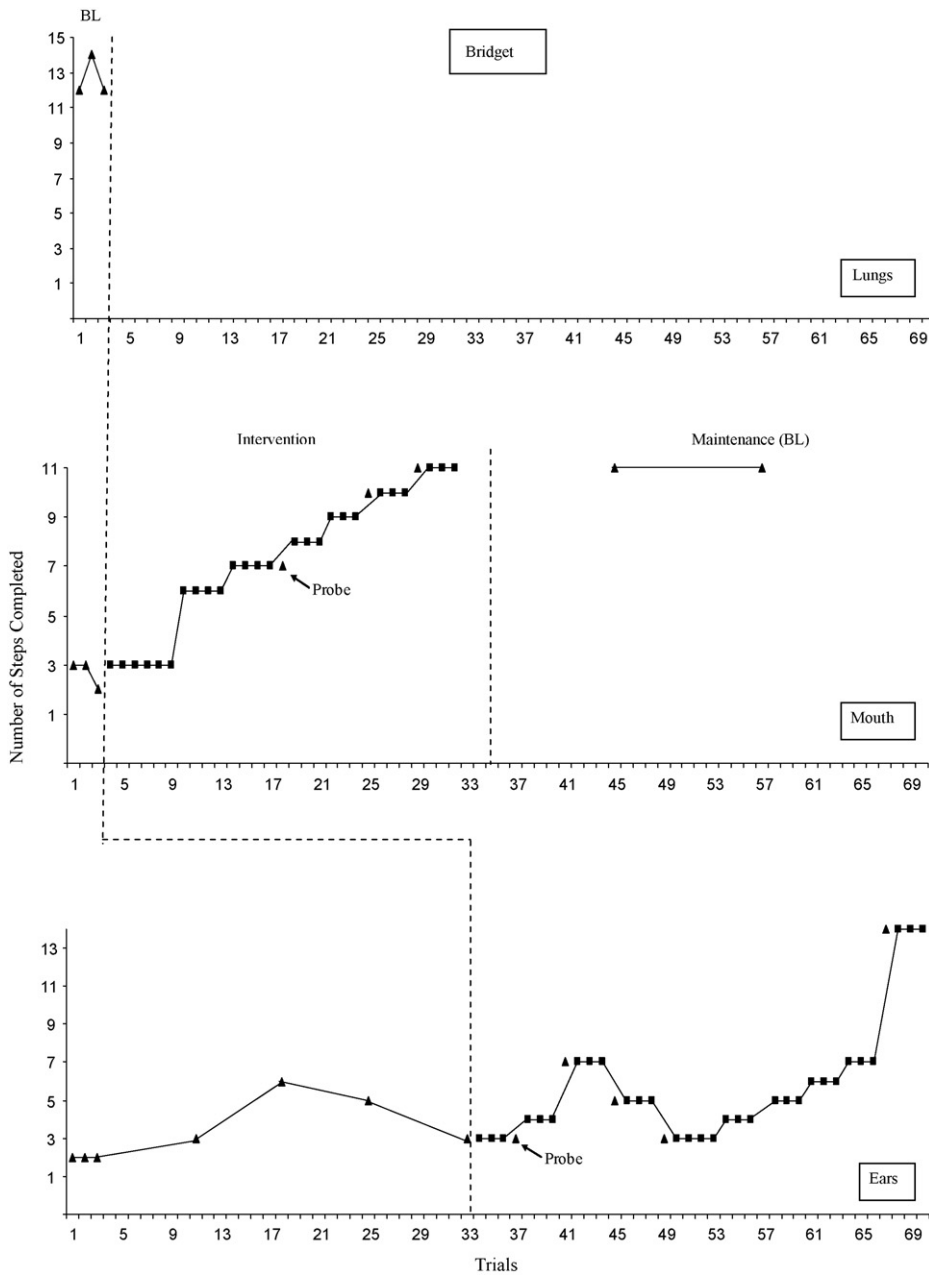 BL
Bridget
15
13
11
9
7
5
3
1
Lungs
1 5 9 13 17 21 25 29 33 37 41 45 49 53 57 61 65 69
Intervention
Maintenance (BL)
11
9
7
5
3
1
Probe
Mouth
Number of Steps Completed
1 5 9 13 17 21 25 29 33 37 41 45 49 53 57 61 65 69
13
11
9
7
5
3
1
Probe
Ears
1 5 9 13 17 21 25 29 33 37 41 45 49 53 57 61 65 69
Trials